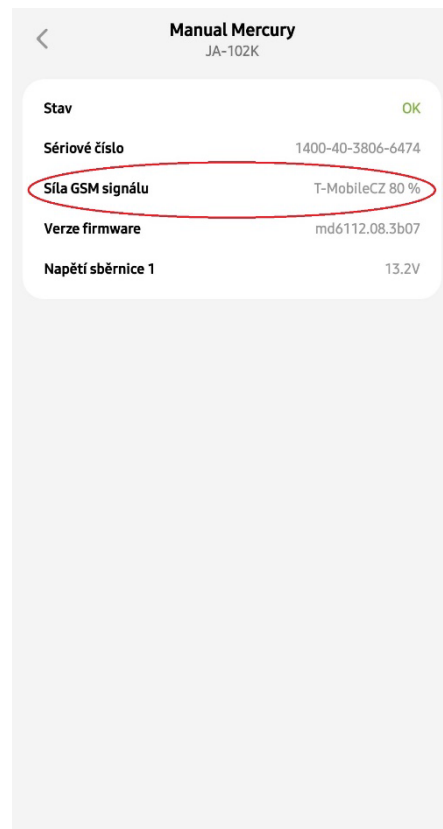 Manual Mercury
JA-102K
Stav OK
Sériové číslo 1400-40-3806-6474
Síla GSM signálu T-MobileCZ 80 %
Verze firmware md6112.08.3b07
Napětí sběrnice 1 13.2V